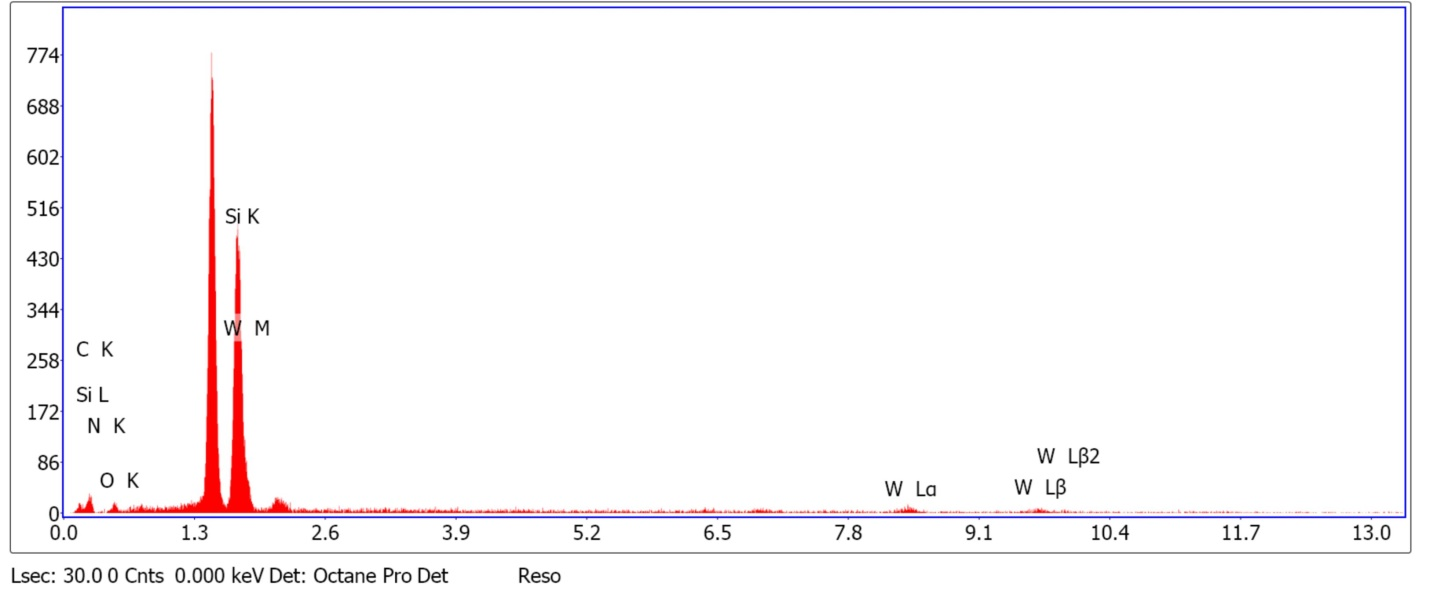 774
688
602
516
Si K
430
344
W M
C K
258
Si L
172
N K
86
W Lβ2
O K
W Lα
W Lβ
0
0.0 1.3 2.6 3.9 5.2 6.5 7.8 9.1 10.4 11.7 13.0
Lsec: 30.0 0 Cnts 0.000 keV Det: Octane Pro Det Reso